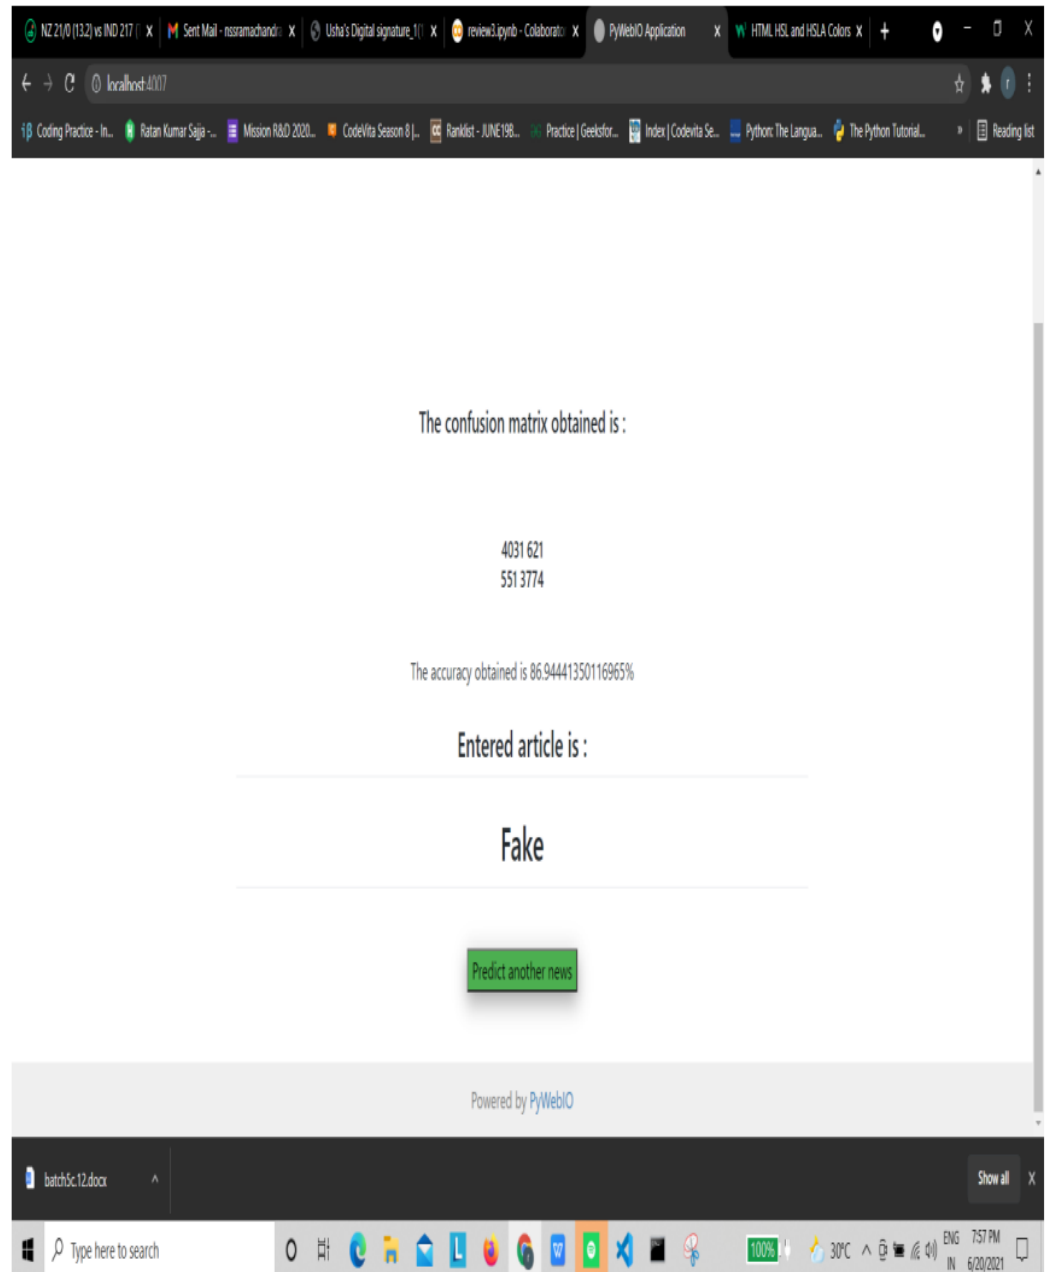 NZ 21/0 (13.2) vs IND 217 ( X M Sent Mail - nssramachandr X Usha's Digital signature_1(1 X review3.ipynb - Colaborato X PyWebIO Application X HTML HSL and HSLA Colors X +
localhost:4007
Coding Practice - In... Ratan Kumar Sajja -... Mission R&D 2020... CodeVita Season 8 |... Ranklist - JUNE19B... Practice | Geeksfor... Index | Codevita Se... Python: The Langua... The Python Tutorial... » Reading list
The confusion matrix obtained is :
4031 621
551 3774
The accuracy obtained is 86.94441350116965%
Entered article is :
Fake
Predict another news
Powered by PyWebIO
batch5c.12.docx Show all X
Type here to search 100% 30°C ENG 7:57 PM
IN 6/20/2021